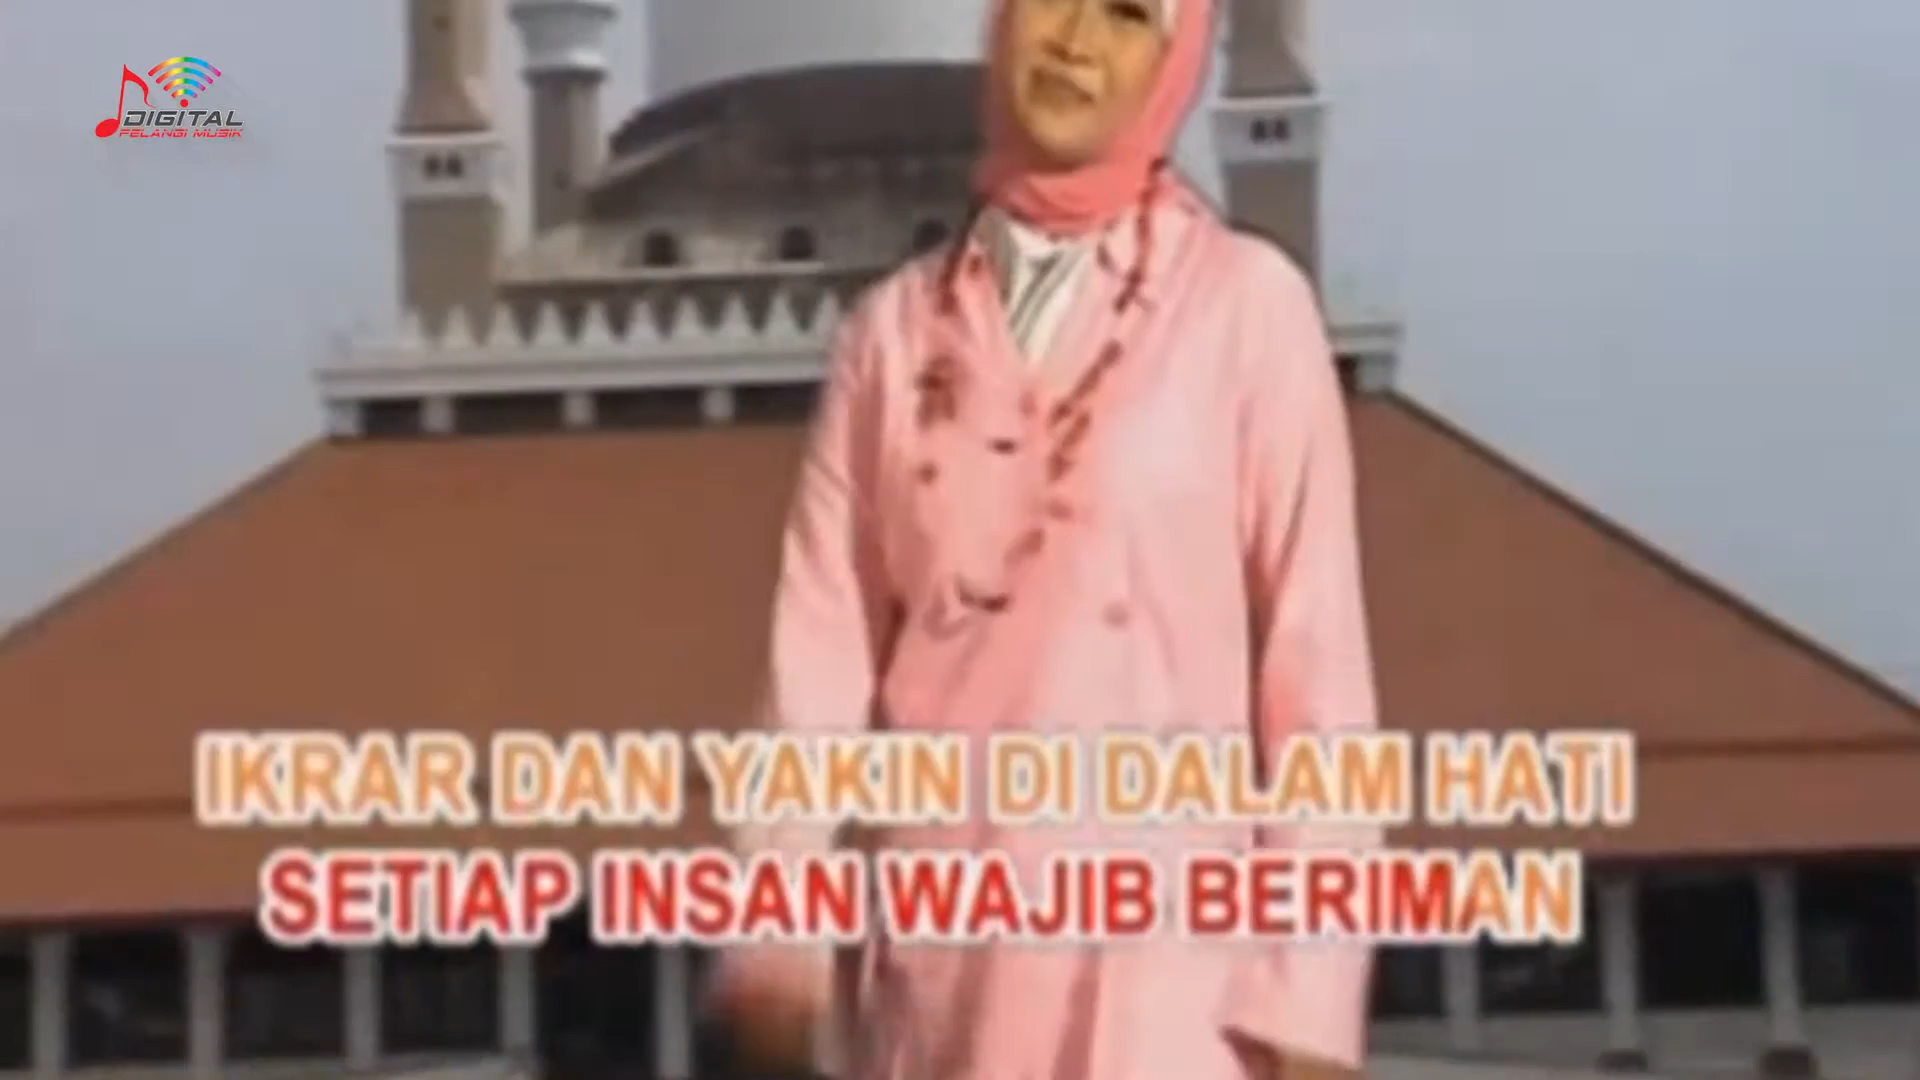 DIGITAL
PELANGI MUSIK
IKRAR DAN YAKIN DI DALAM HATI
SETIAP INSAN WAJIB BERIMAN